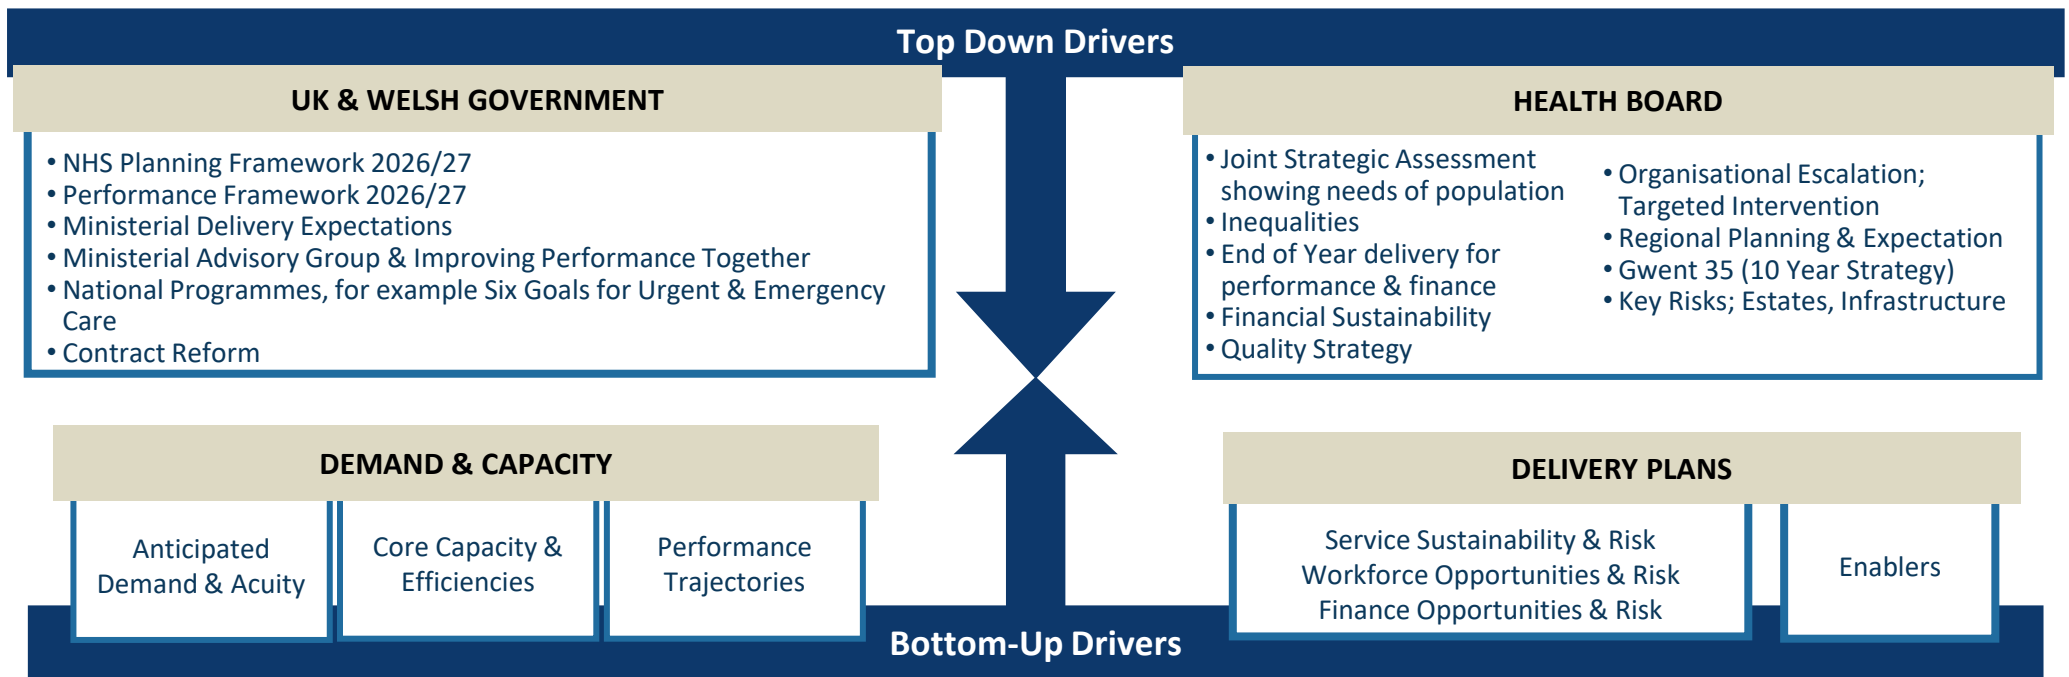 Top Down Drivers
UK & WELSH GOVERNMENT
• NHS Planning Framework 2026/27
• Performance Framework 2026/27
• Ministerial Delivery Expectations
• Ministerial Advisory Group & Improving Performance Together
• National Programmes, for example Six Goals for Urgent & Emergency
Care
• Contract Reform
HEALTH BOARD
• Joint Strategic Assessment
showing needs of population
• Inequalities
• End of Year delivery for
performance & finance
• Financial Sustainability
• Quality Strategy
• Organisational Escalation;
Targeted Intervention
• Regional Planning & Expectation
• Gwent 35 (10 Year Strategy)
• Key Risks; Estates, Infrastructure
DEMAND & CAPACITY
Anticipated
Demand & Acuity
Core Capacity &
Efficiencies
Performance
Trajectories
DELIVERY PLANS
Service Sustainability & Risk
Workforce Opportunities & Risk
Finance Opportunities & Risk
Enablers
Bottom-Up Drivers